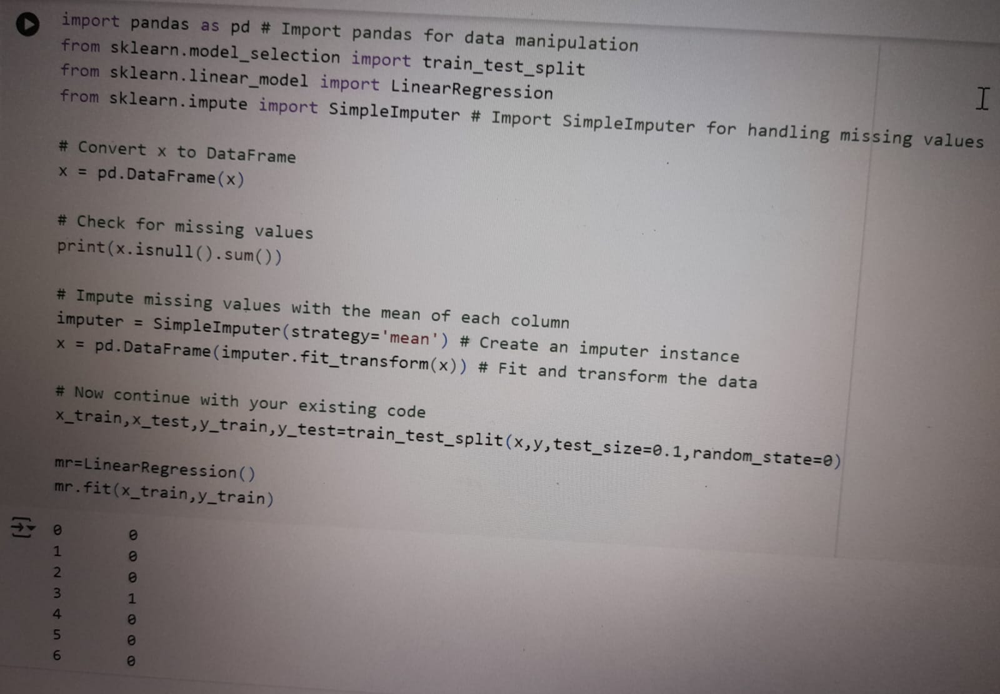 import pandas as pd # Import pandas for data manipulation
from sklearn.model_selection import train_test_split
from sklearn.linear_model import LinearRegression
from sklearn.impute import SimpleImputer # Import SimpleImputer for handling missing values
# Convert x to DataFrame
x = pd.DataFrame(x)
# Check for missing values
print(x.isnull().sum())
# Impute missing values with the mean of each column
imputer = SimpleImputer(strategy='mean') # Create an imputer instance
x = pd.DataFrame(imputer.fit_transform(x)) # Fit and transform the data
# Now continue with your existing code
x_train,x_test,y_train,y_test=train_test_split(x,y,test_size=0.1,random_state=0)
mr=LinearRegression()
mr.fit(x_train,y_train)
0 0
1 0
2 0
3 1
4 0
5 0
6 0